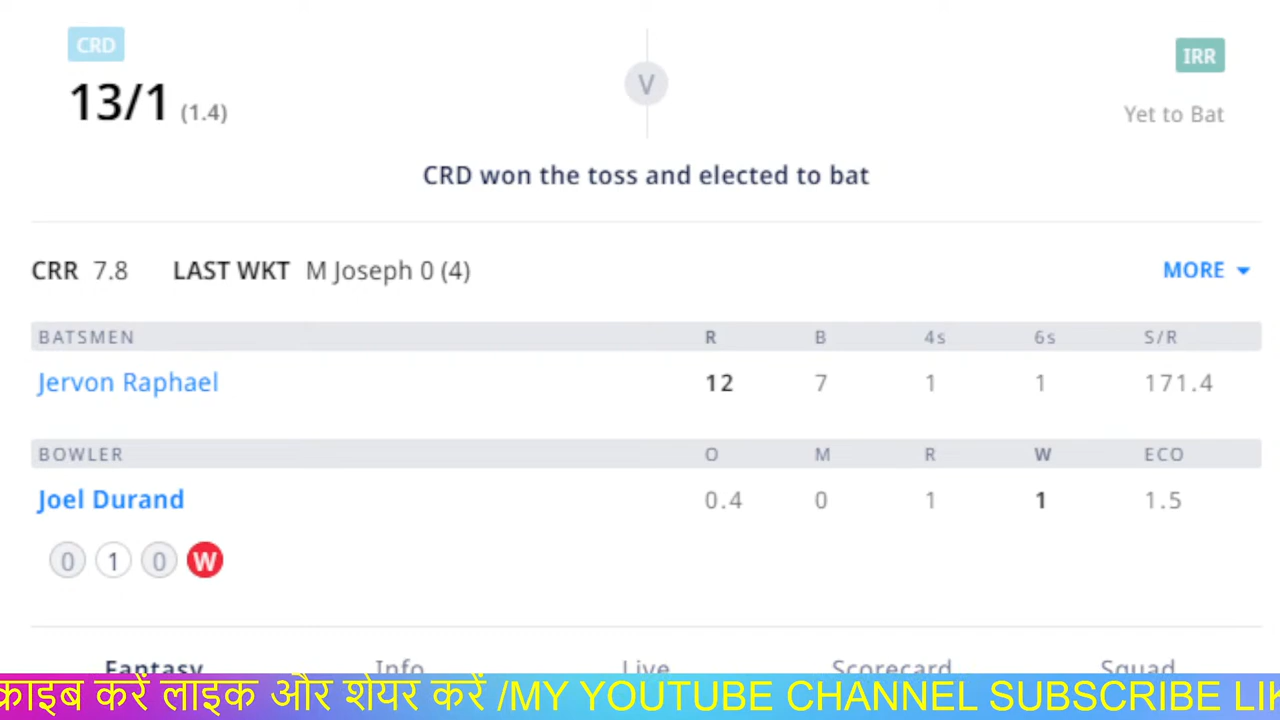 CRD
IRR
13/1 (1.4)
V
Yet to Bat
CRD won the toss and elected to bat
CRR 7.8 LAST WKT M Joseph 0 (4) MORE
BATSMEN R B 4s 6s S/R
Jervon Raphael 12 7 1 1 171.4
BOWLER O M R W ECO
Joel Durand 0.4 0 1 1 1.5
0 1 0 W
Fantasy Info Live Scorecard Squad
क्राइब करें लाइक और शेयर करें /MY YOUTUBE CHANNEL SUBSCRIBE LIK